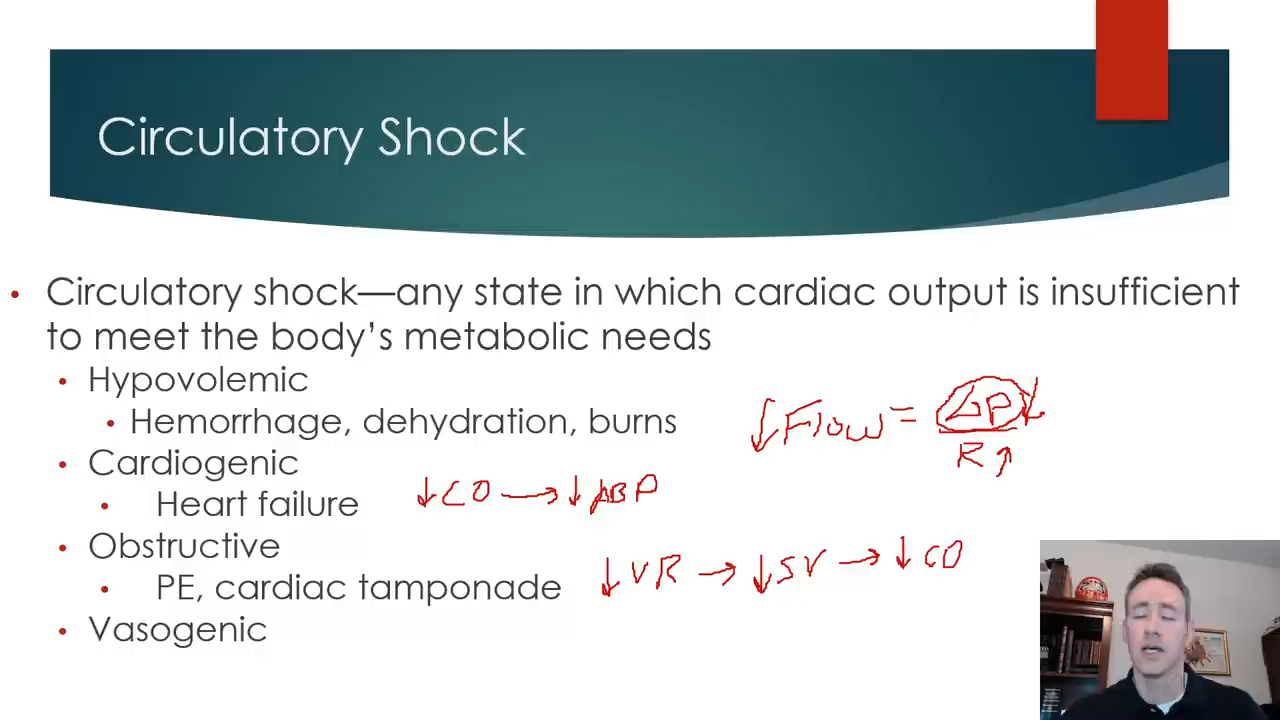 Circulatory Shock
• Circulatory shock—any state in which cardiac output is insufficient
to meet the body’s metabolic needs
• Hypovolemic
• Hemorrhage, dehydration, burns
↓Flow = ΔP↓
R↑
• Cardiogenic
• Heart failure
↓CO → ↓ABP
• Obstructive
• PE, cardiac tamponade
↓VR → ↓SV → ↓CO
• Vasogenic